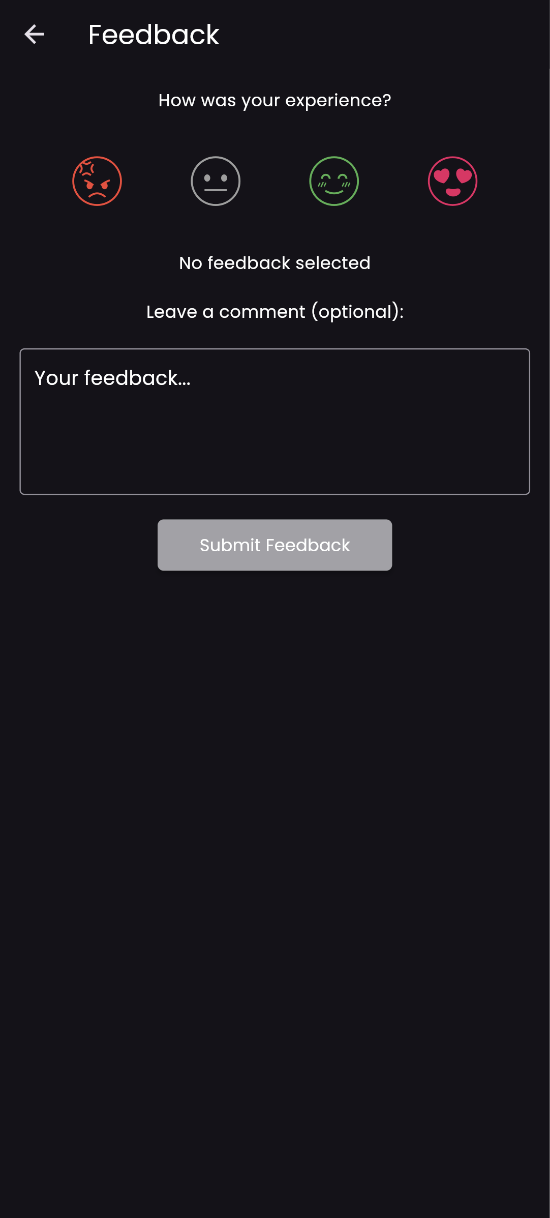 Feedback
How was your experience?
No feedback selected
Leave a comment (optional):
Your feedback...
Submit Feedback